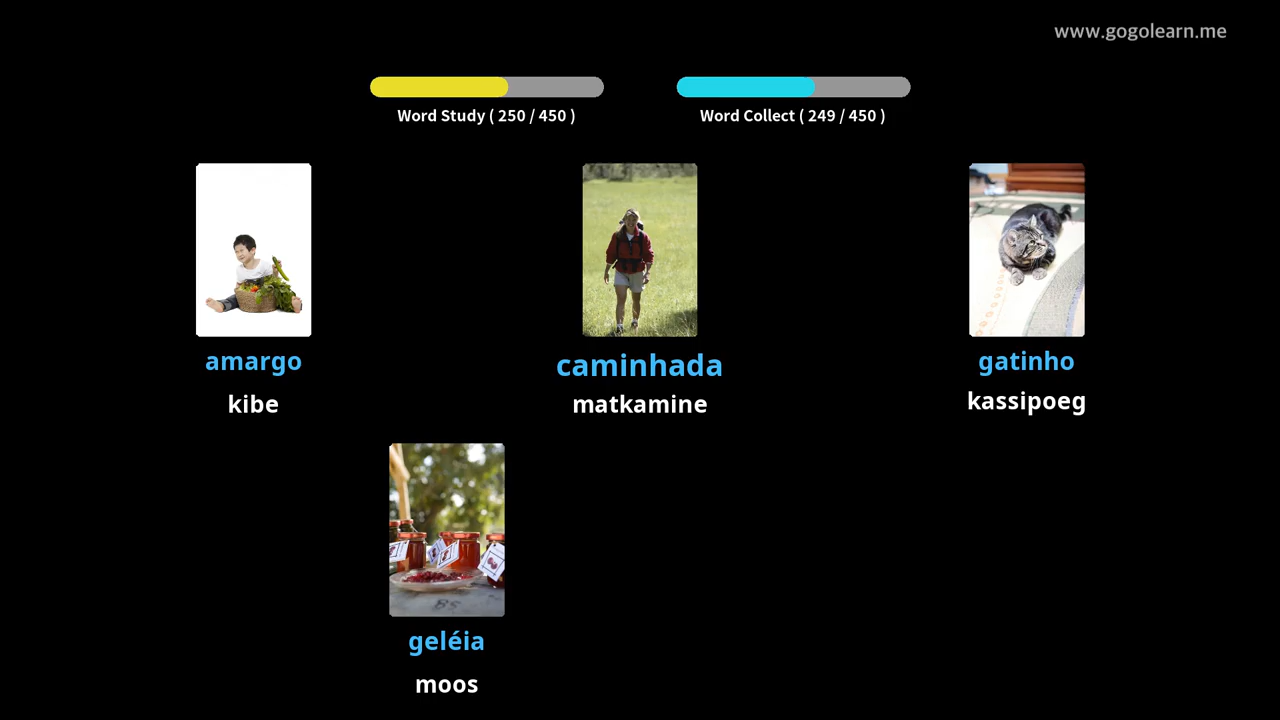 www.gogolearn.me
Word Study ( 250 / 450 )
Word Collect ( 249 / 450 )
amargo
kibe
caminhada
matkamine
gatinho
kassipoeg
85
geléia
moos